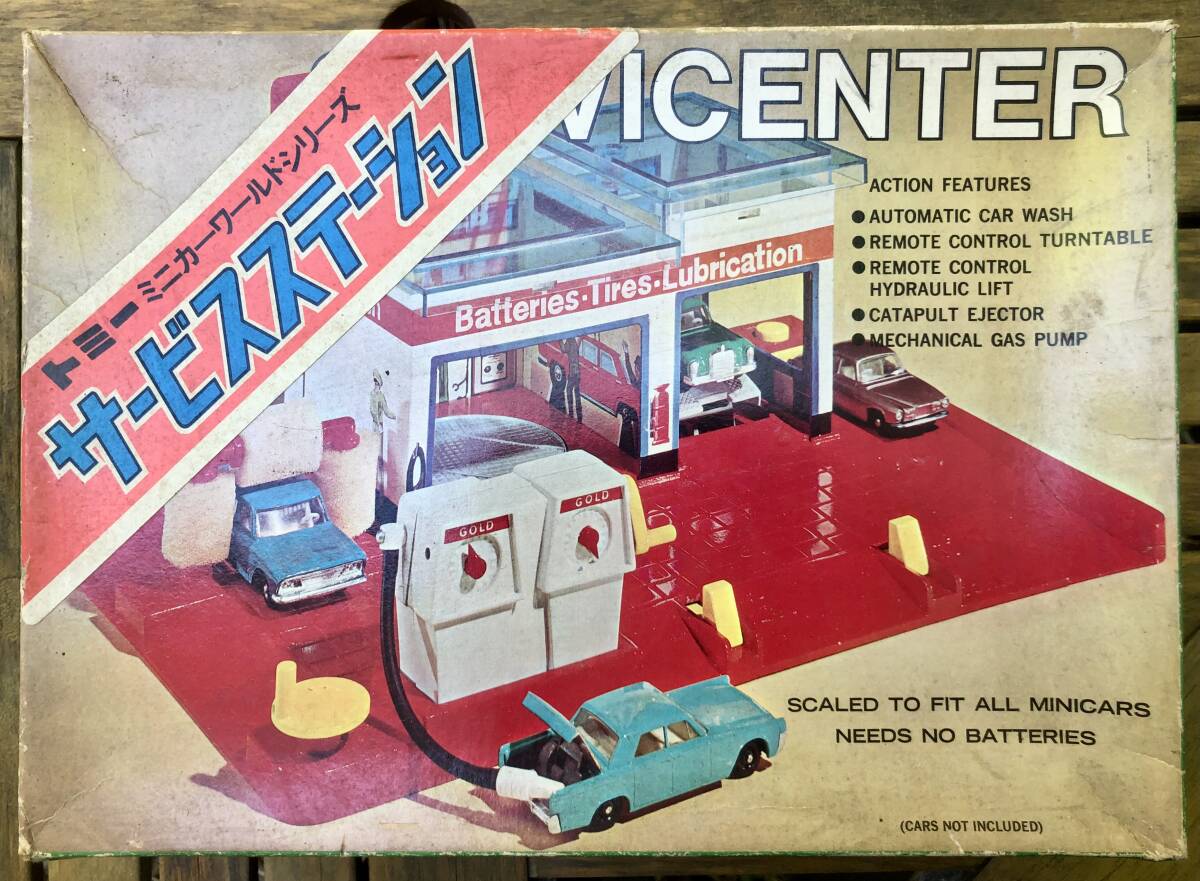 トミー ミニカーワールドシリーズ
サービスステーション
VICENTER
ACTION FEATURES
● AUTOMATIC CAR WASH
● REMOTE CONTROL TURNTABLE
● REMOTE CONTROL
HYDRAULIC LIFT
● CATAPULT EJECTOR
● MECHANICAL GAS PUMP
Batteries·Tires·Lubrication
GOLD
GOLD
SCALED TO FIT ALL MINICARS
NEEDS NO BATTERIES
(CARS NOT INCLUDED)